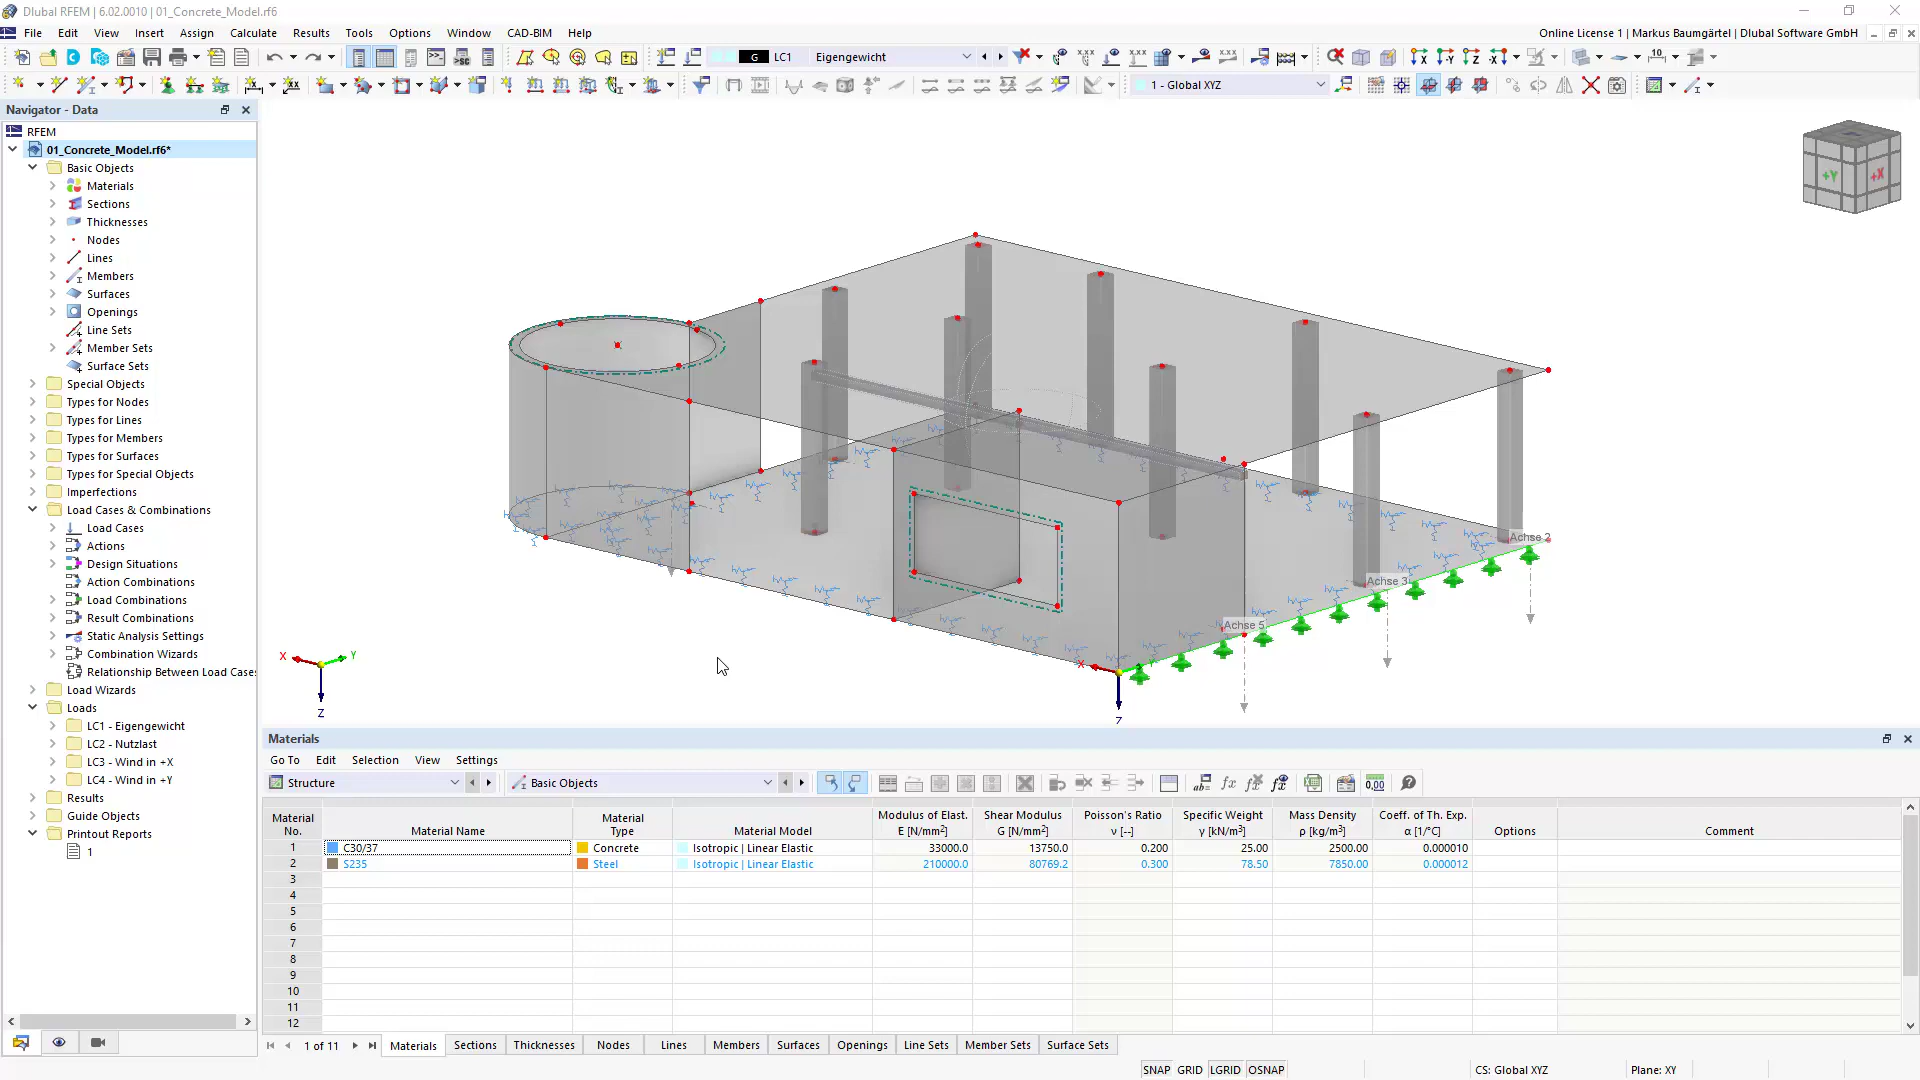 Dlubal RFEM | 6.02.0010 | 01_Concrete_Model.rf6
File Edit View Insert Assign Calculate Results Tools Options Window CAD-BIM Help
Online License 1 | Markus Baumgärtel | Dlubal Software GmbH
G LC1 Eigengewicht
1 - Global XYZ
Navigator - Data
RFEM
01_Concrete_Model.rf6*
Basic Objects
Materials
Sections
Thicknesses
Nodes
Lines
Members
Surfaces
Openings
Line Sets
Member Sets
Surface Sets
Special Objects
Types for Nodes
Types for Lines
Types for Members
Types for Surfaces
Types for Special Objects
Imperfections
Load Cases & Combinations
Load Cases
Actions
Design Situations
Action Combinations
Load Combinations
Result Combinations
Static Analysis Settings
Combination Wizards
Relationship Between Load Cases
Load Wizards
Loads
LC1 - Eigengewicht
LC2 - Nutzlast
LC3 - Wind in +X
LC4 - Wind in +Y
Results
Guide Objects
Printout Reports
1
+Y +X
Achse 2
Achse 3
Achse 5
X Y Z
X Y Z
Materials
Go To Edit Selection View Settings
Structure Basic Objects
Material No. Material Name Material Type Material Model Modulus of Elast. E [N/mm²] Shear Modulus G [N/mm²] Poisson's Ratio ν [--] Specific Weight γ [kN/m³] Mass Density ρ [kg/m³] Coeff. of Th. Exp. α [1/°C] Options Comment
1 C30/37 Concrete Isotropic | Linear Elastic 33000.0 13750.0 0.200 25.00 2500.00 0.000010
2 S235 Steel Isotropic | Linear Elastic 210000.0 80769.2 0.300 78.50 7850.00 0.000012
3
4
5
6
7
8
9
10
11
12
1 of 11 Materials Sections Thicknesses Nodes Lines Members Surfaces Openings Line Sets Member Sets Surface Sets
SNAP GRID LGRID OSNAP CS: Global XYZ Plane: XY